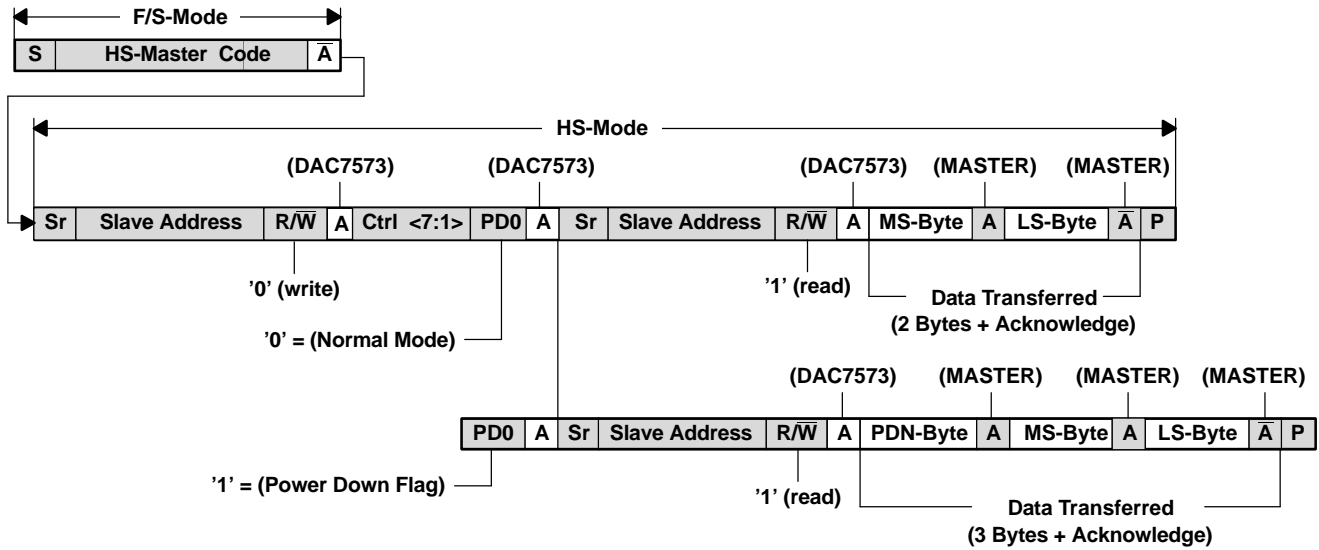 F/S-Mode
S HS-Master Code A̅
HS-Mode
(DAC7573) (DAC7573) (DAC7573) (MASTER) (MASTER)
Sr Slave Address R/W̅ A Ctrl <7:1> PD0 A Sr Slave Address R/W̅ A MS-Byte A LS-Byte A̅ P
'0' (write) '1' (read) Data Transferred
(2 Bytes + Acknowledge)
'0' = (Normal Mode)
(DAC7573) (MASTER) (MASTER) (MASTER)
PD0 A Sr Slave Address R/W̅ A PDN-Byte A MS-Byte A LS-Byte A̅ P
'1' = (Power Down Flag) '1' (read) Data Transferred
(3 Bytes + Acknowledge)